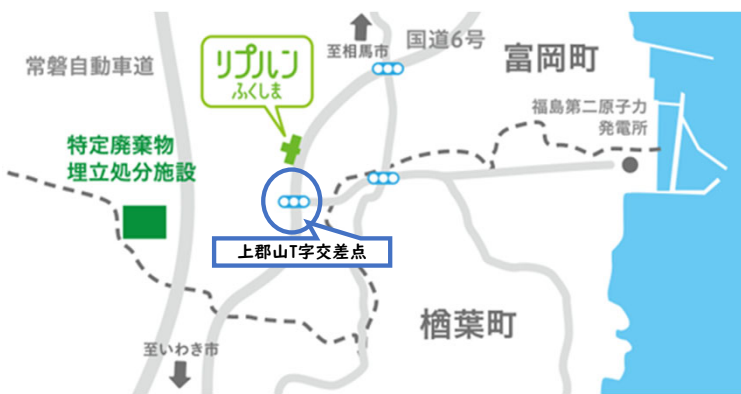 至相馬市
国道6号
常磐自動車道
リプルン
ふくしま
富岡町
福島第二原子力
発電所
特定廃棄物
埋立処分施設
上郡山T字交差点
楢葉町
至いわき市